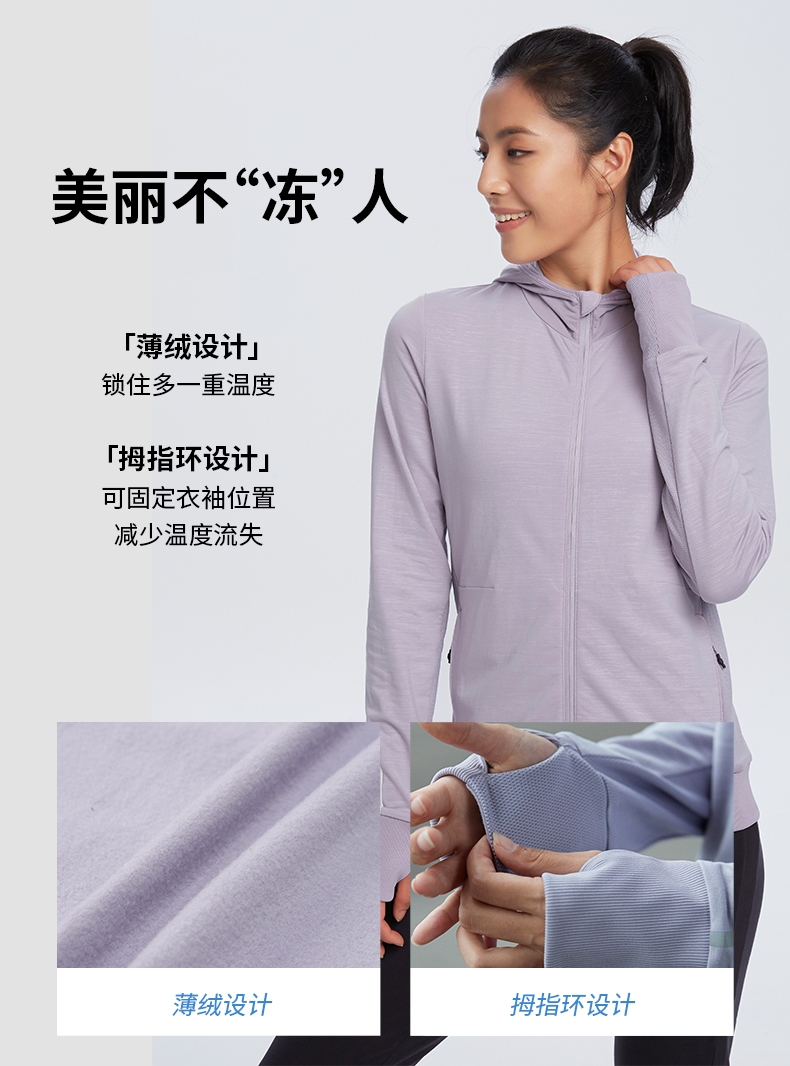 美丽不“冻”人
「薄绒设计」
锁住多一重温度
「拇指环设计」
可固定衣袖位置
减少温度流失
薄绒设计
拇指环设计